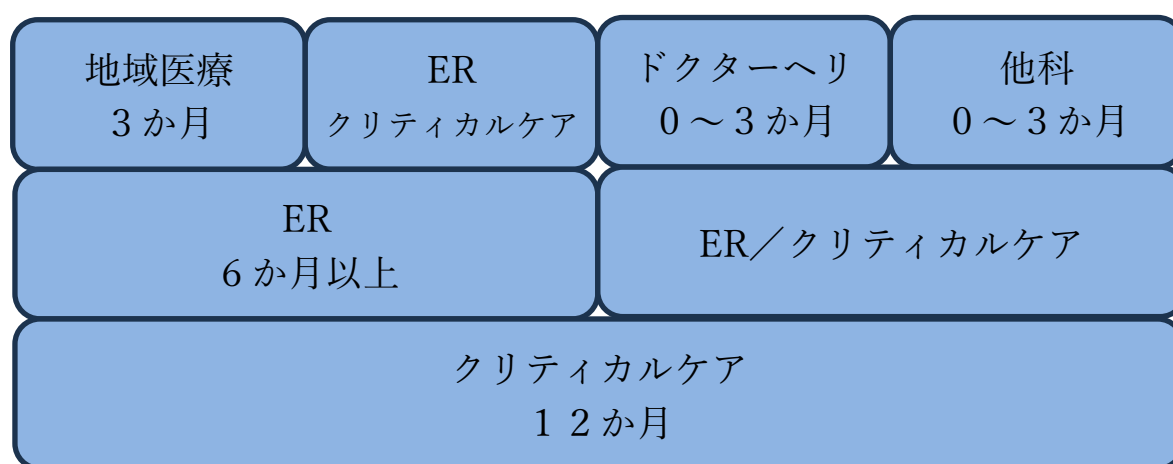 地域医療
３か月
ER
クリティカルケア
ドクターヘリ
０～３か月
他科
０～３か月
ER
６か月以上
ER／クリティカルケア
クリティカルケア
１２か月